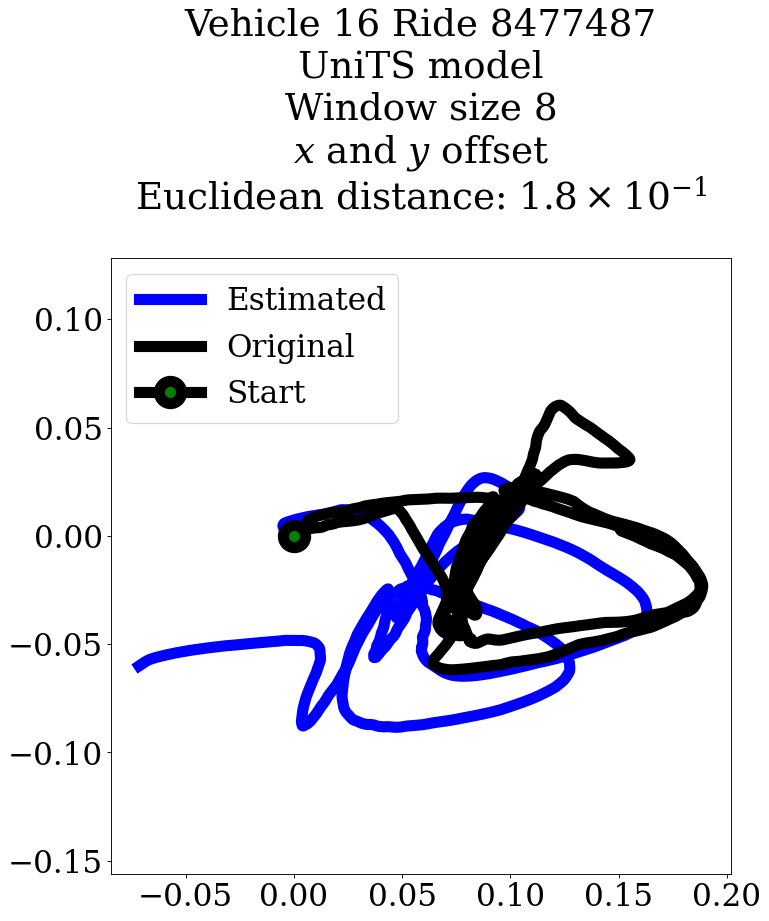 Vehicle 16 Ride 8477487
UniTS model
Window size 8
x and y offset
Euclidean distance: 1.8 × 10⁻¹
Estimated
Original
Start
0.10
0.05
0.00
−0.05
−0.10
−0.15
−0.05 0.00 0.05 0.10 0.15 0.20